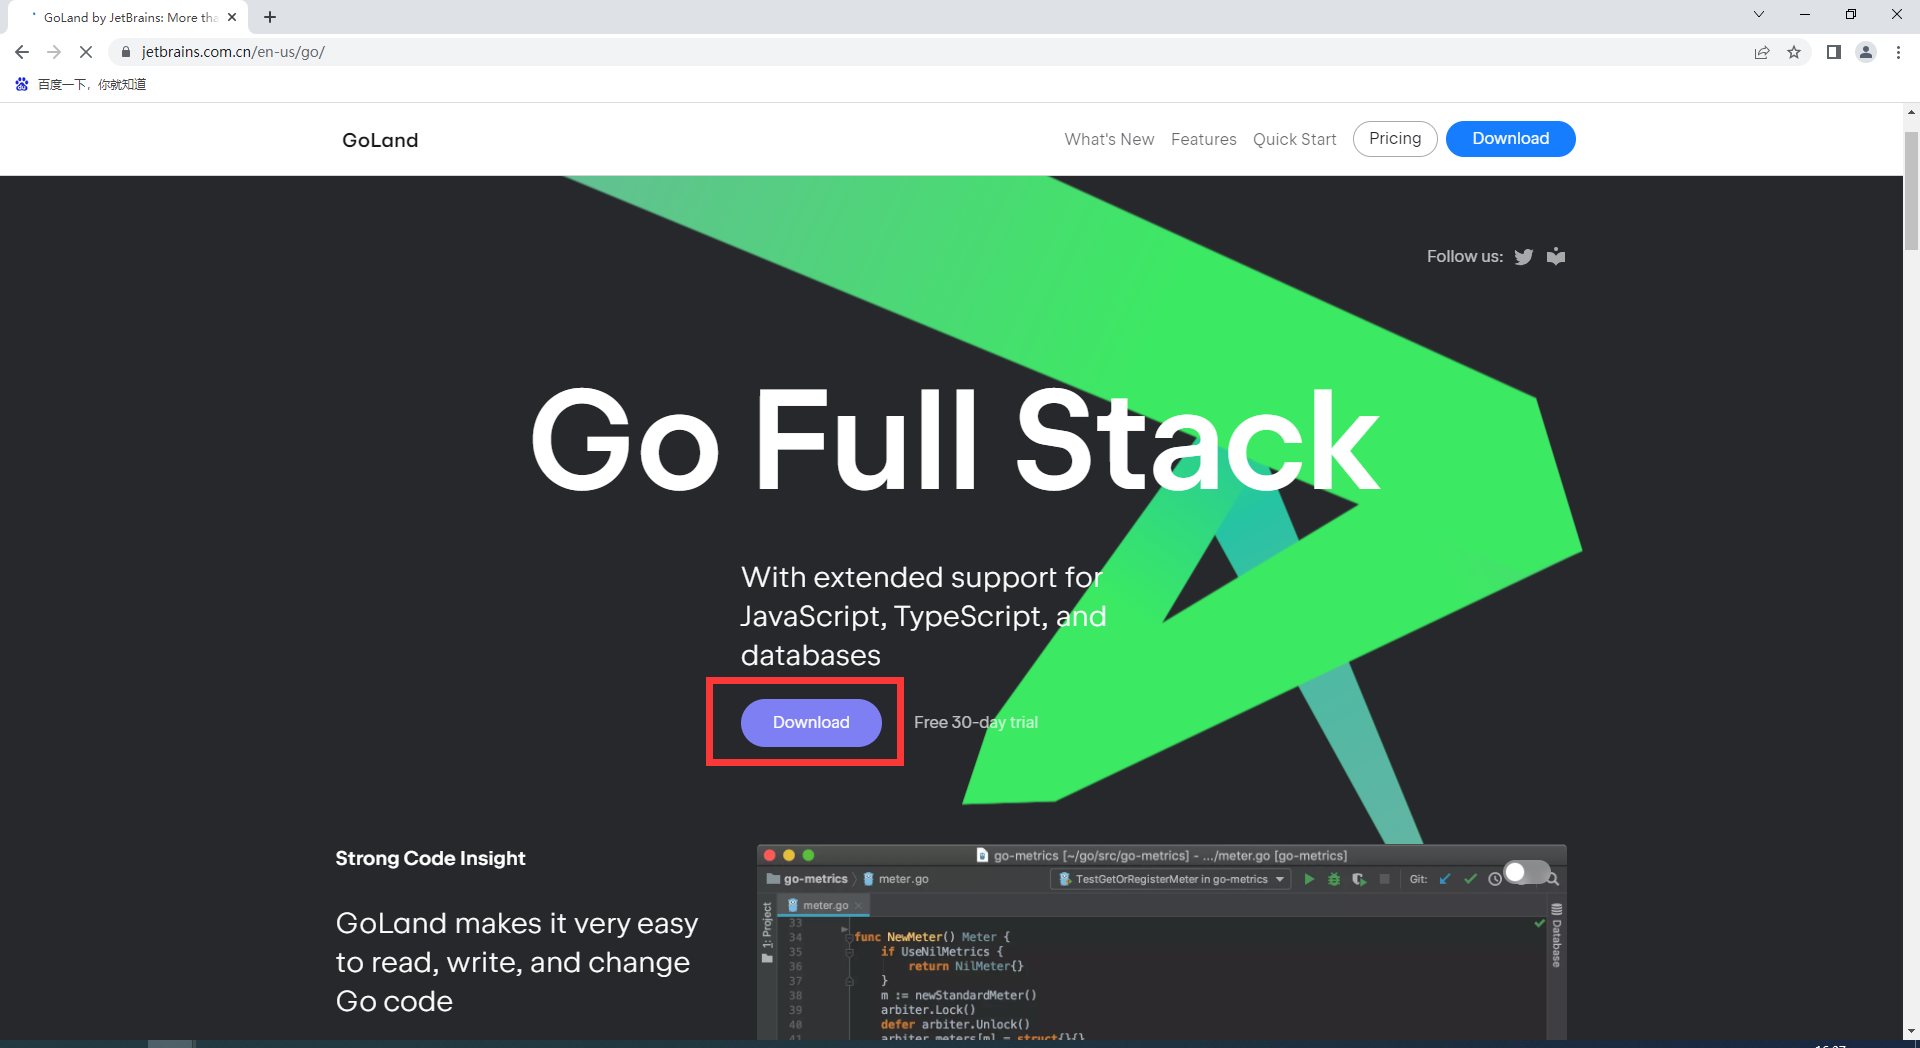 GoLand by JetBrains: More tha
jetbrains.com.cn/en-us/go/
百度一下，你就知道
GoLand
What's New
Features
Quick Start
Pricing
Download
Follow us:
Go Full Stack
With extended support for
JavaScript, TypeScript, and
databases
Download
Free 30-day trial
Strong Code Insight
GoLand makes it very easy
to read, write, and change
Go code
go-metrics [~/go/src/go-metrics] - .../meter.go [go-metrics]
go-metrics
meter.go
TestGetOrRegisterMeter in go-metrics
Git:
1: Project
meter.go
Database
33
34 func NewMeter() Meter {
35 if UseNilMetrics {
36 return NilMeter{}
37 }
38 m := newStandardMeter()
39 arbiter.Lock()
40 defer arbiter.Unlock()
41 arbiter.meters[m] = struct{}{}